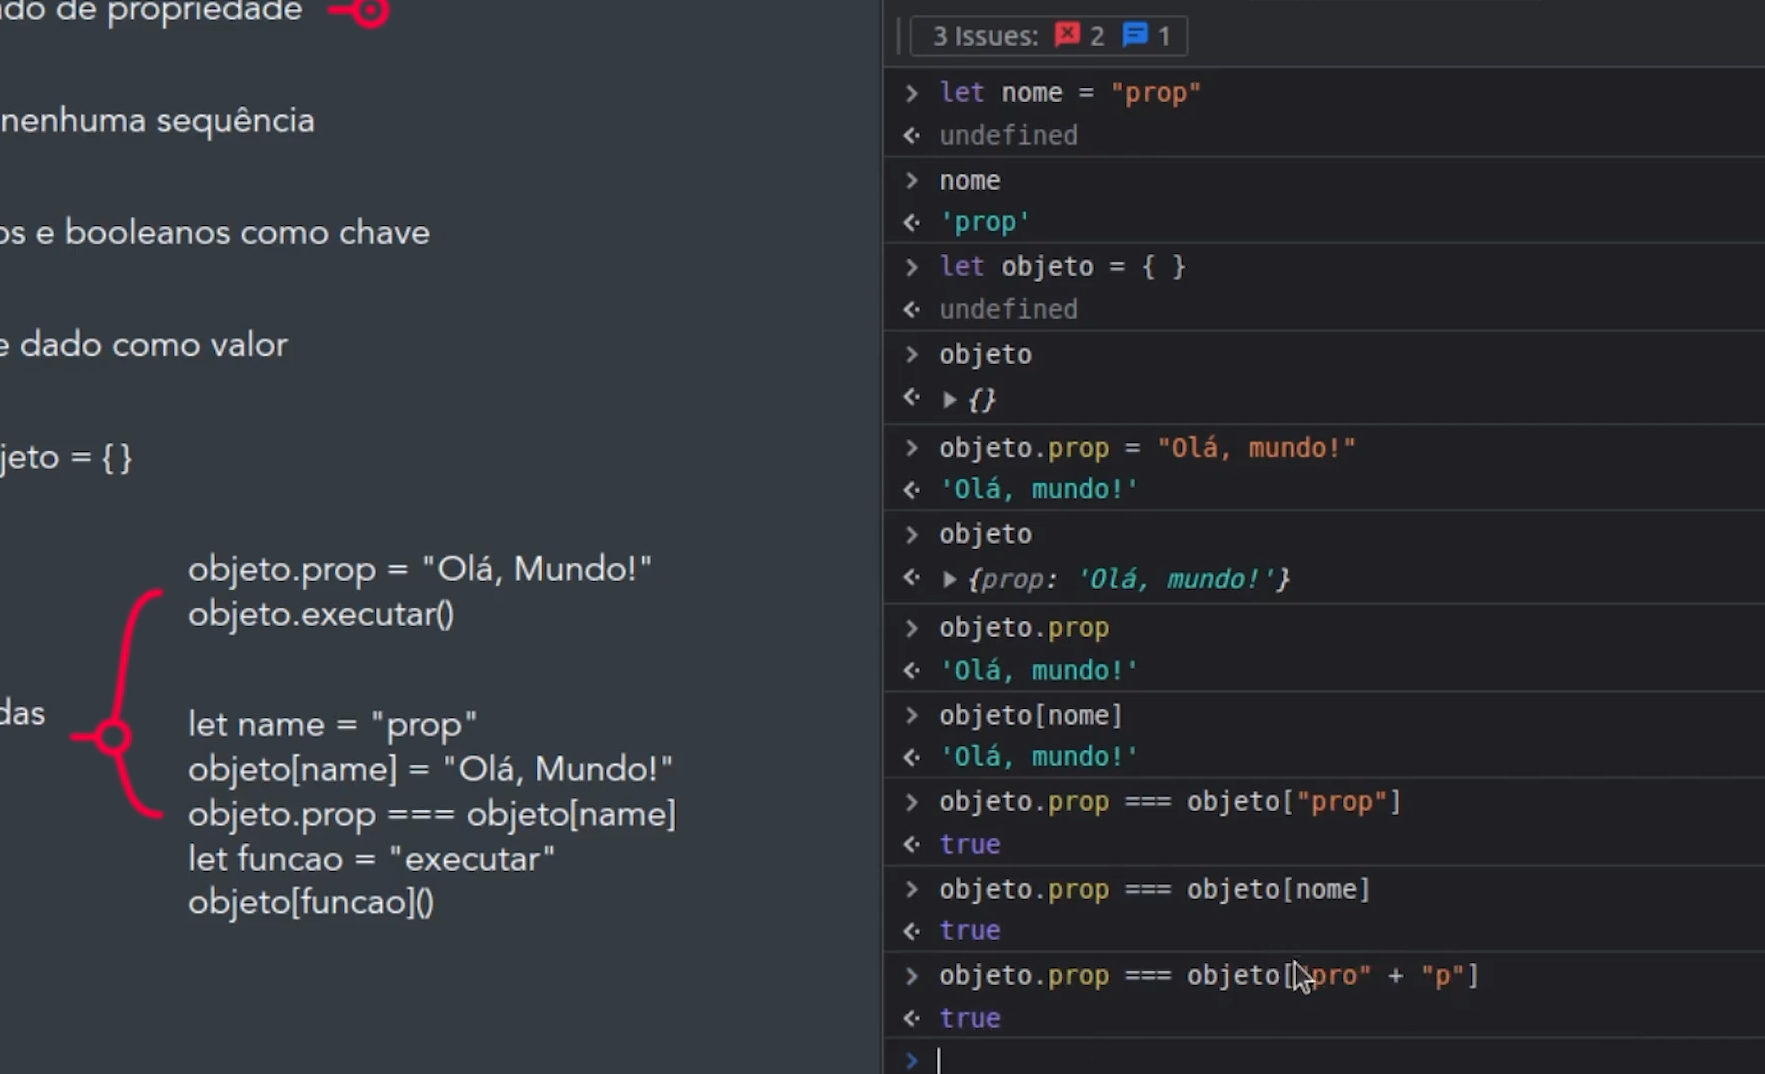 do de propriedade
nenhuma sequência
os e booleanos como chave
e dado como valor
jeto = {}
objeto.prop = "Olá, Mundo!"
objeto.executar()
das
let name = "prop"
objeto[name] = "Olá, Mundo!"
objeto.prop === objeto[name]
let funcao = "executar"
objeto[funcao]()
3 Issues: 2 1
> let nome = "prop"
undefined
> nome
'prop'
> let objeto = { }
undefined
> objeto
{}
> objeto.prop = "Olá, mundo!"
'Olá, mundo!'
> objeto
{prop: 'Olá, mundo!'}
> objeto.prop
'Olá, mundo!'
> objeto[nome]
'Olá, mundo!'
> objeto.prop === objeto["prop"]
true
> objeto.prop === objeto[nome]
true
> objeto.prop === objeto["pro" + "p"]
true
>